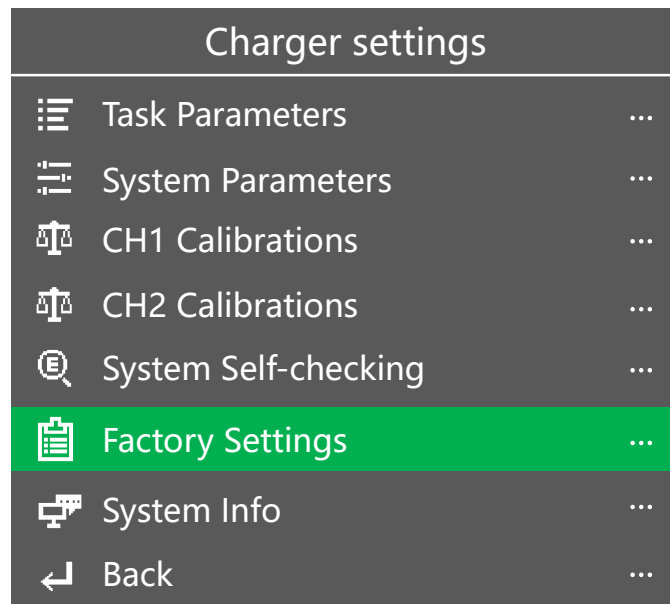 Charger settings
Task Parameters ...
System Parameters ...
CH1 Calibrations ...
CH2 Calibrations ...
System Self-checking ...
Factory Settings ...
System Info ...
Back ...